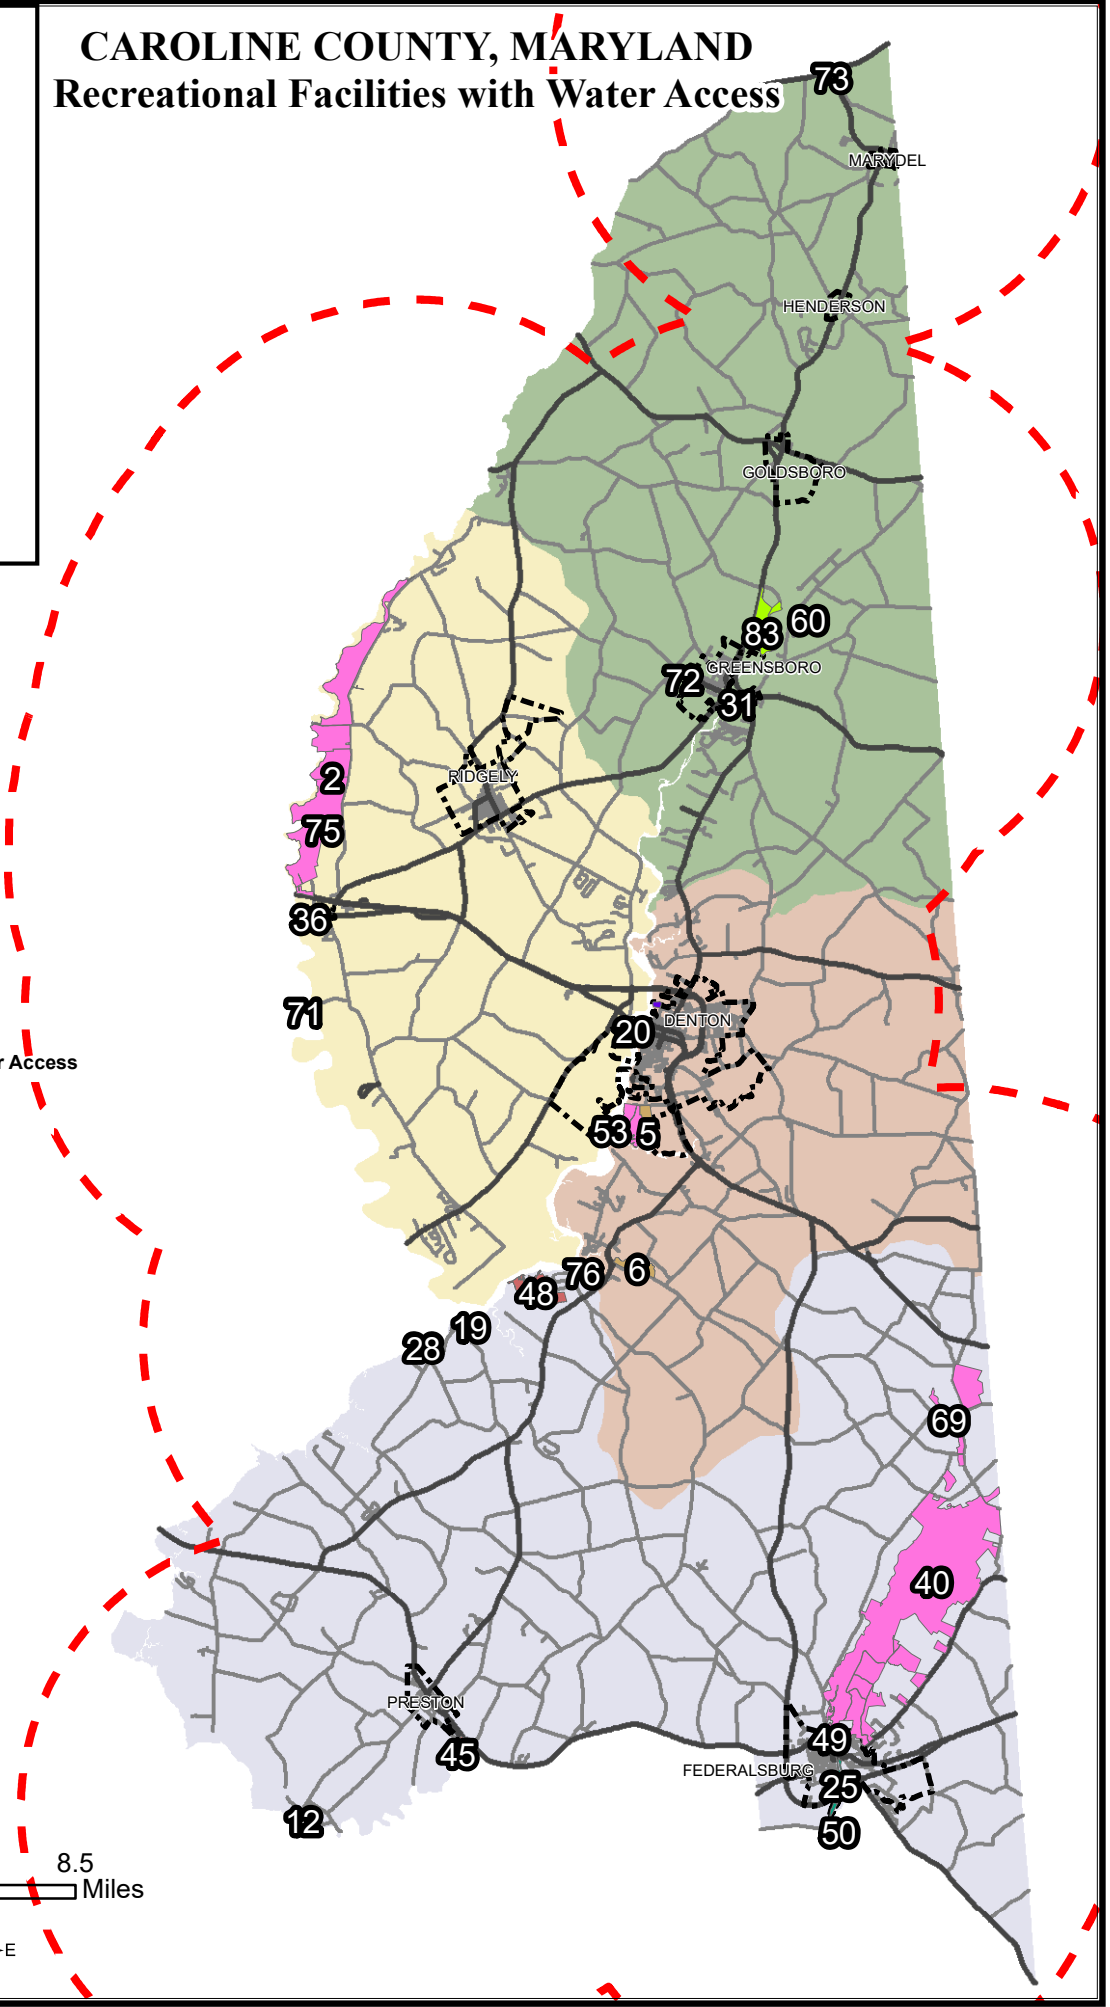 CAROLINE COUNTY, MARYLAND
Recreational Facilities with Water Access
73
MARYDEL
HENDERSON
GOLDSBORO
60
83
GREENSBORO
72
31
2
RIDGELY
75
36
71
DENTON
20
r Access
53
5
76
6
48
19
28
69
40
PRESTON
49
45
FEDERALSBURG
25
12
50
8.5
Miles
E